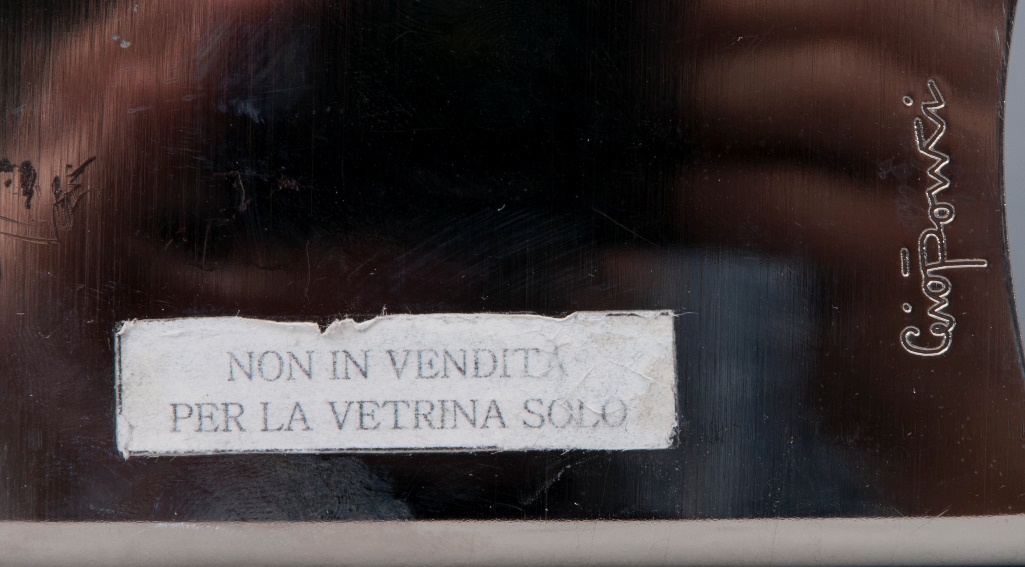 NON IN VENDITA
PER LA VETRINA SOLO
Gio Ponti